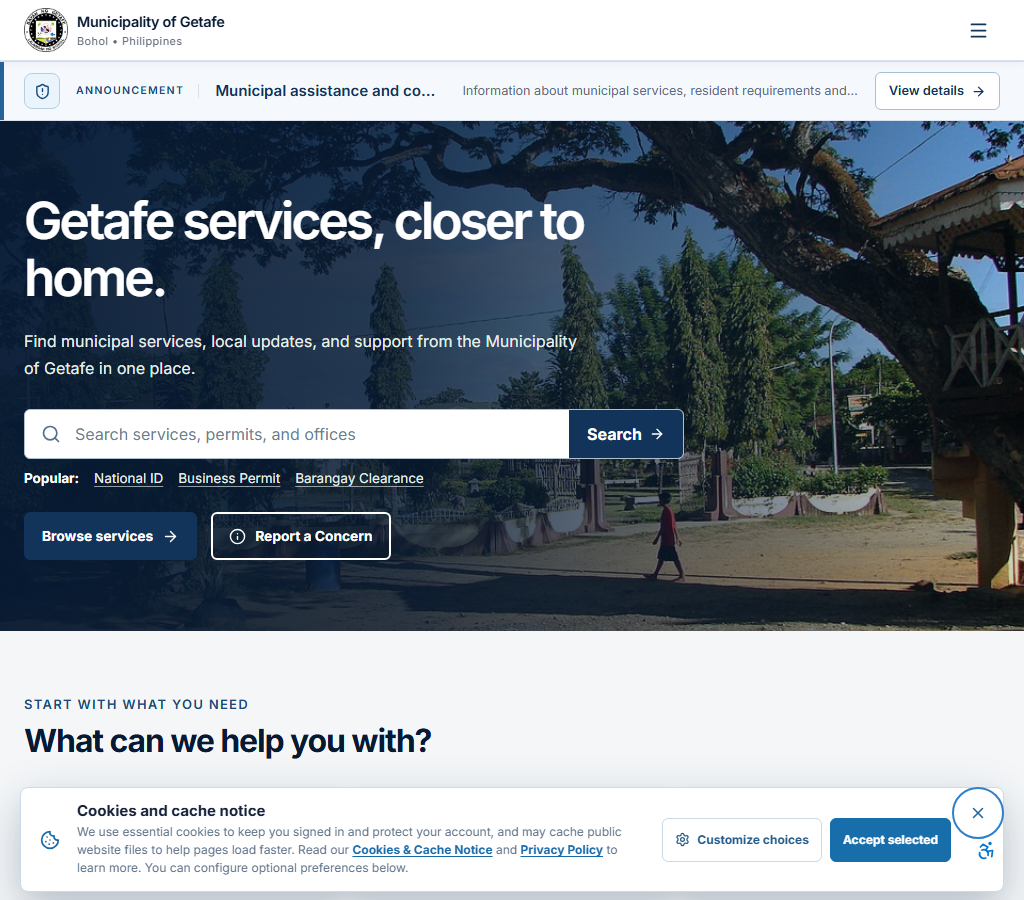 Municipality of Getafe
Bohol • Philippines
ANNOUNCEMENT
Municipal assistance and co...
Information about municipal services, resident requirements and...
View details
Getafe services, closer to
home.
Find municipal services, local updates, and support from the Municipality
of Getafe in one place.
Search services, permits, and offices
Search
Popular: National ID Business Permit Barangay Clearance
Browse services
Report a Concern
START WITH WHAT YOU NEED
What can we help you with?
Cookies and cache notice
We use essential cookies to keep you signed in and protect your account, and may cache public
website files to help pages load faster. Read our Cookies & Cache Notice and Privacy Policy to
learn more. You can configure optional preferences below.
Customize choices
Accept selected